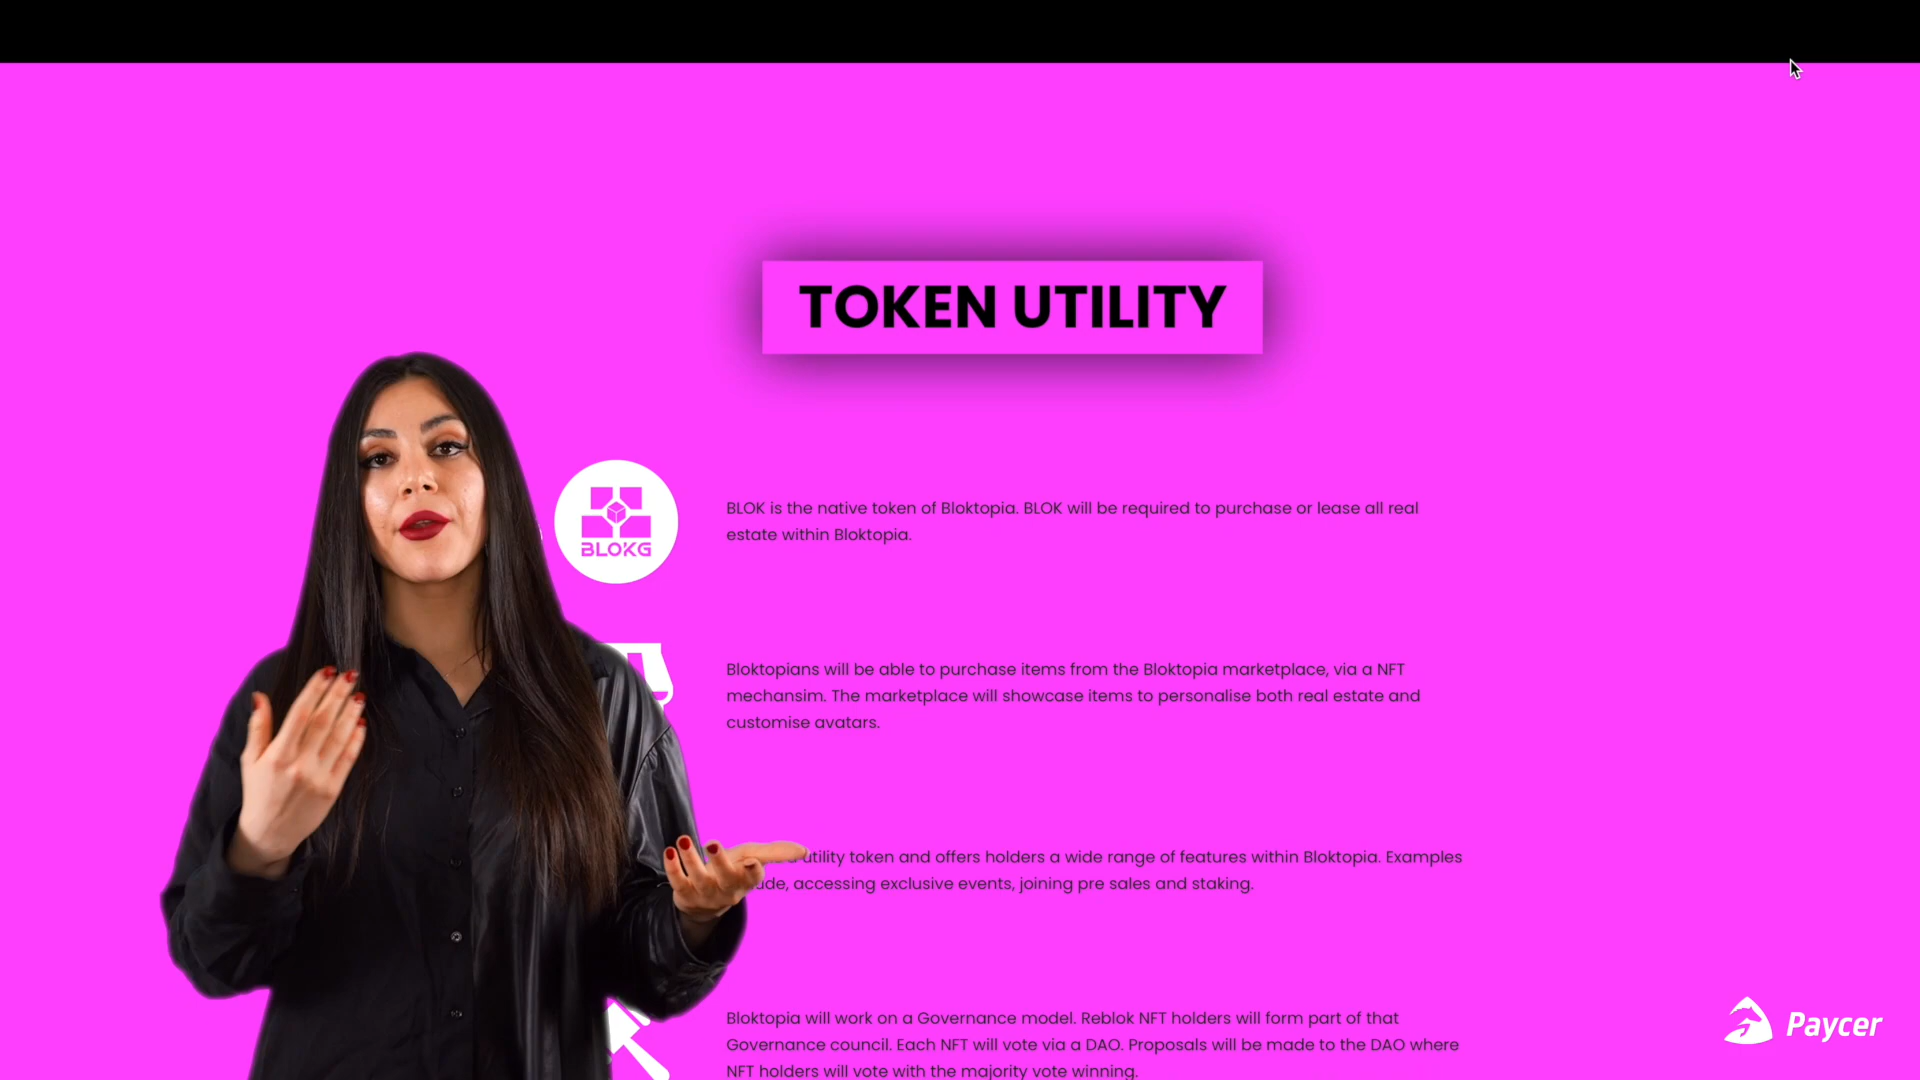 TOKEN UTILITY
BLOKG
BLOK is the native token of Bloktopia. BLOK will be required to purchase or lease all real
estate within Bloktopia.
Bloktopians will be able to purchase items from the Bloktopia marketplace, via a NFT
mechansim. The marketplace will showcase items to personalise both real estate and
customise avatars.
utility token and offers holders a wide range of features within Bloktopia. Examples
accessing exclusive events, joining pre sales and staking.
Bloktopia will work on a Governance model. Reblok NFT holders will form part of that
Governance council. Each NFT will vote via a DAO. Proposals will be made to the DAO where
NFT holders will vote with the majority vote winning.
Paycer